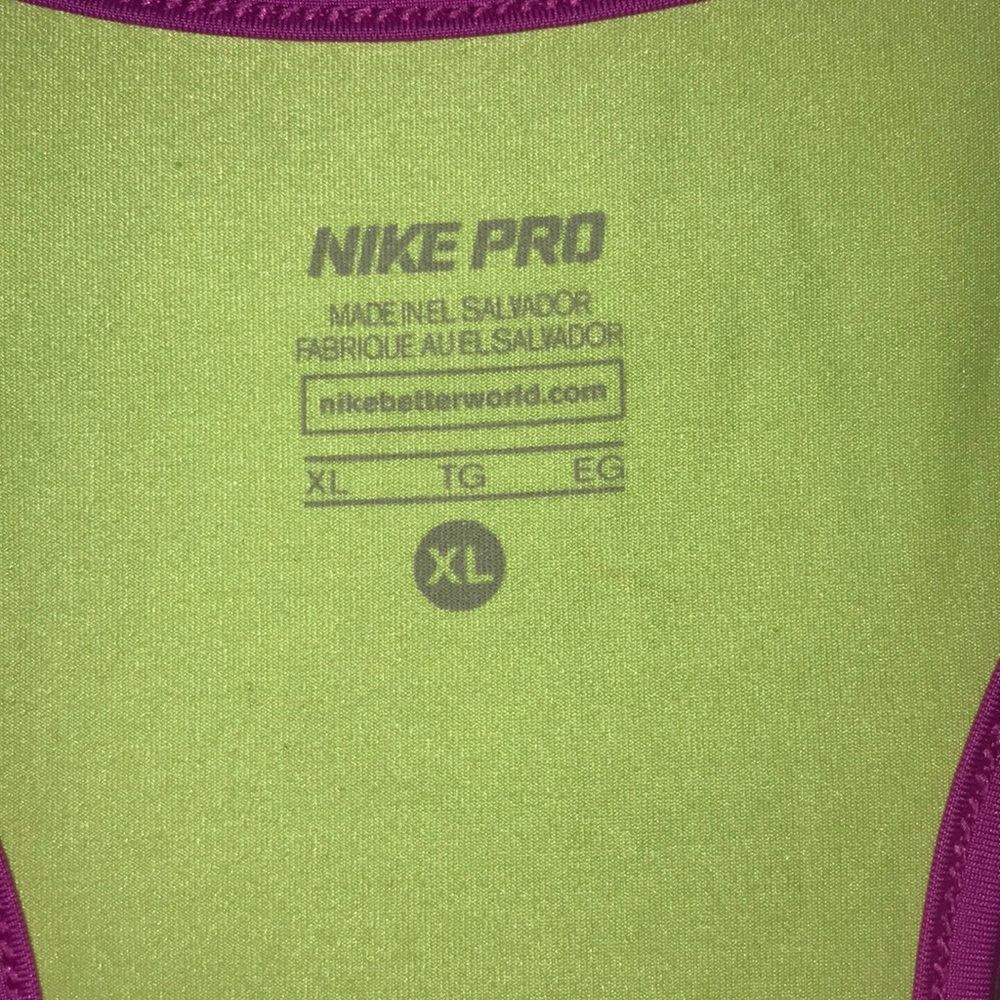 NIKE PRO
MADE IN EL SALVADOR
FABRIQUE AU EL SALVADOR
nikebetterworld.com
XL TG EG
XL